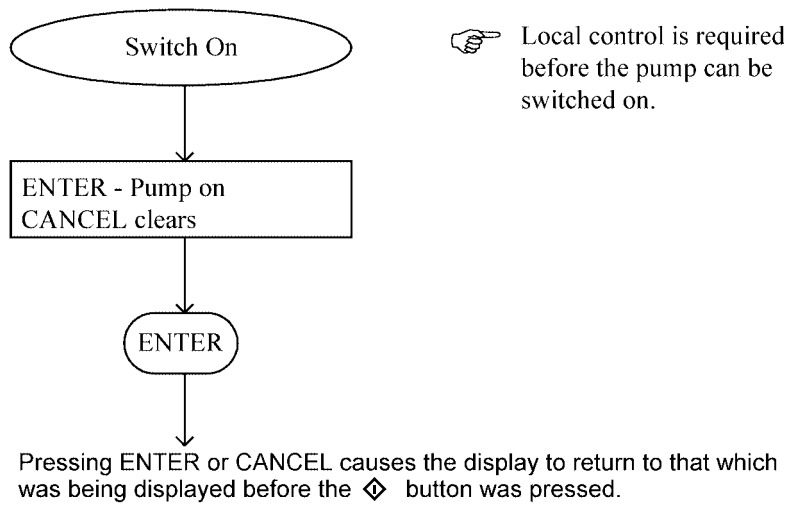 Switch On
Local control is required
before the pump can be
switched on.
ENTER - Pump on
CANCEL clears
ENTER
Pressing ENTER or CANCEL causes the display to return to that which
was being displayed before the button was pressed.